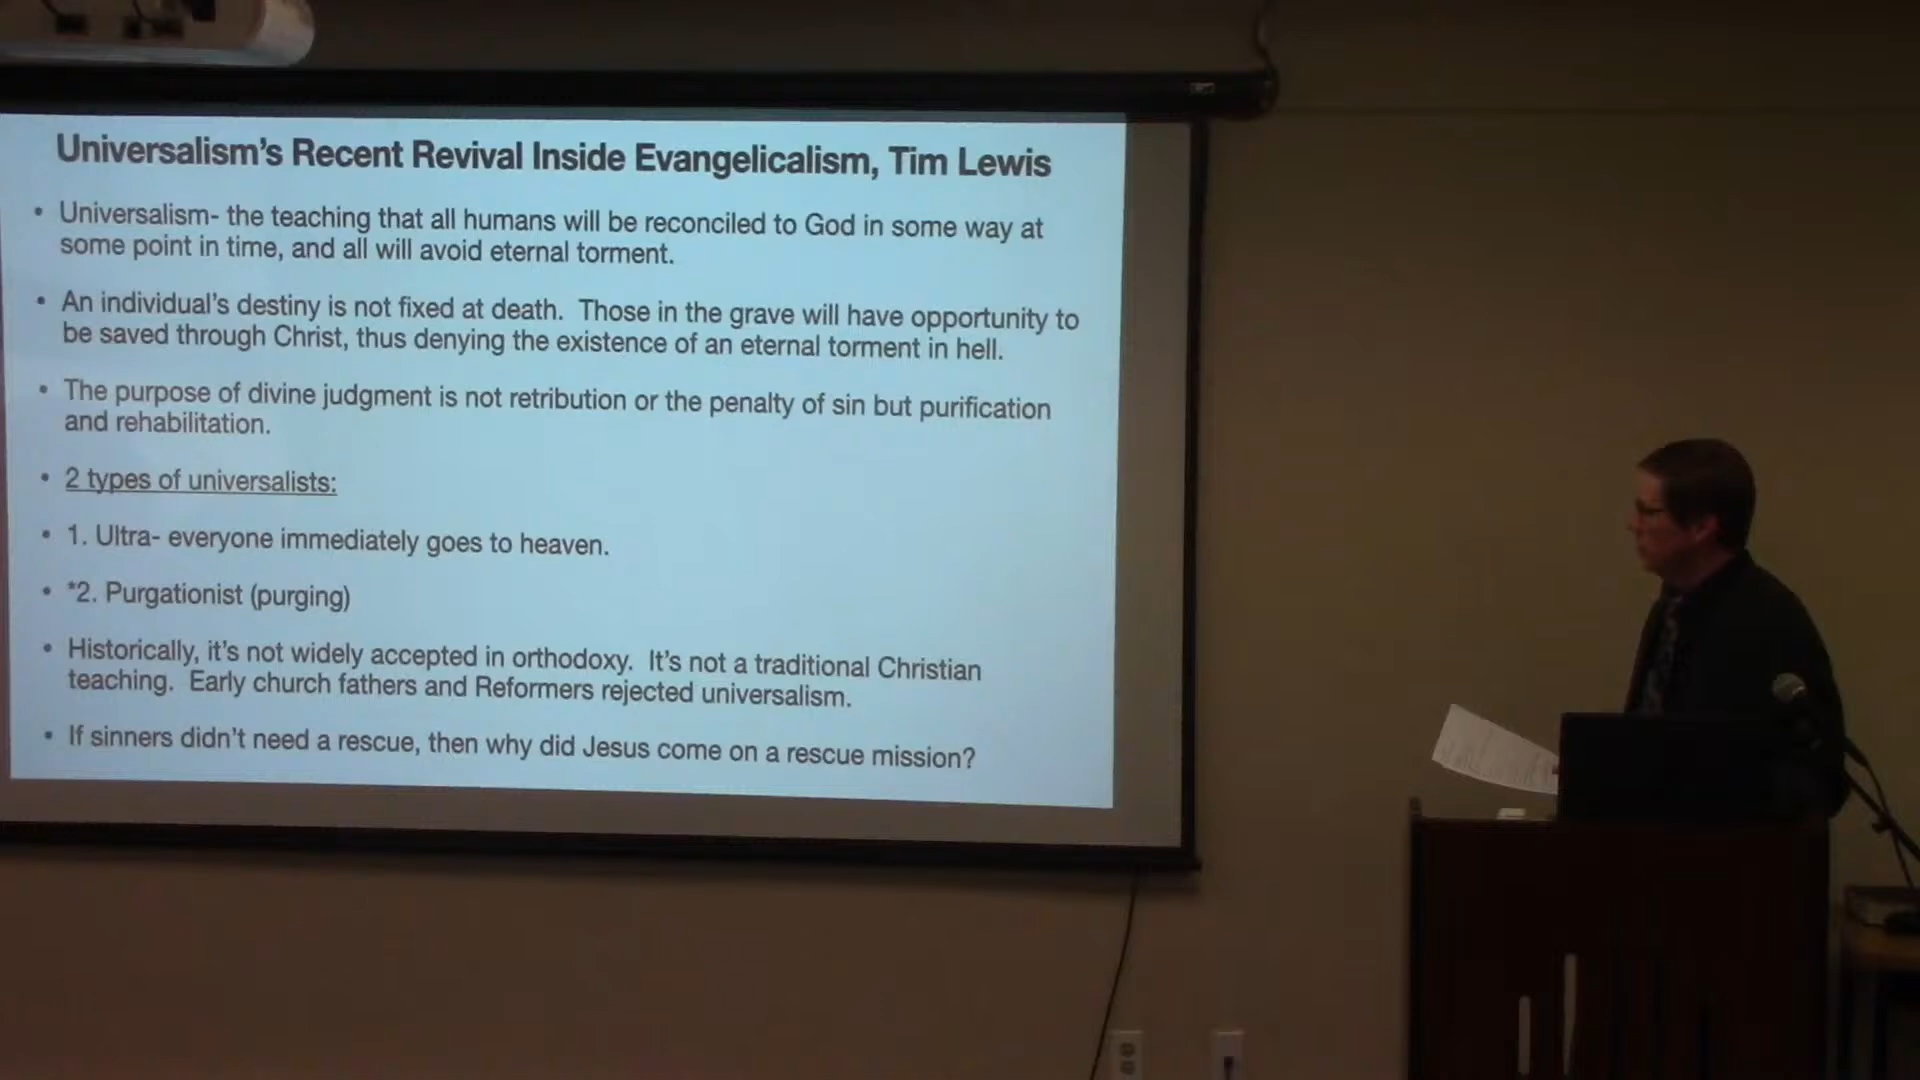 Universalism's Recent Revival Inside Evangelicalism, Tim Lewis
• Universalism- the teaching that all humans will be reconciled to God in some way at
some point in time, and all will avoid eternal torment.
• An individual's destiny is not fixed at death.  Those in the grave will have opportunity to
be saved through Christ, thus denying the existence of an eternal torment in hell.
• The purpose of divine judgment is not retribution or the penalty of sin but purification
and rehabilitation.
• 2 types of universalists:
• 1. Ultra- everyone immediately goes to heaven.
• *2. Purgationist (purging)
• Historically, it's not widely accepted in orthodoxy.  It's not a traditional Christian
teaching.  Early church fathers and Reformers rejected universalism.
• If sinners didn't need a rescue, then why did Jesus come on a rescue mission?